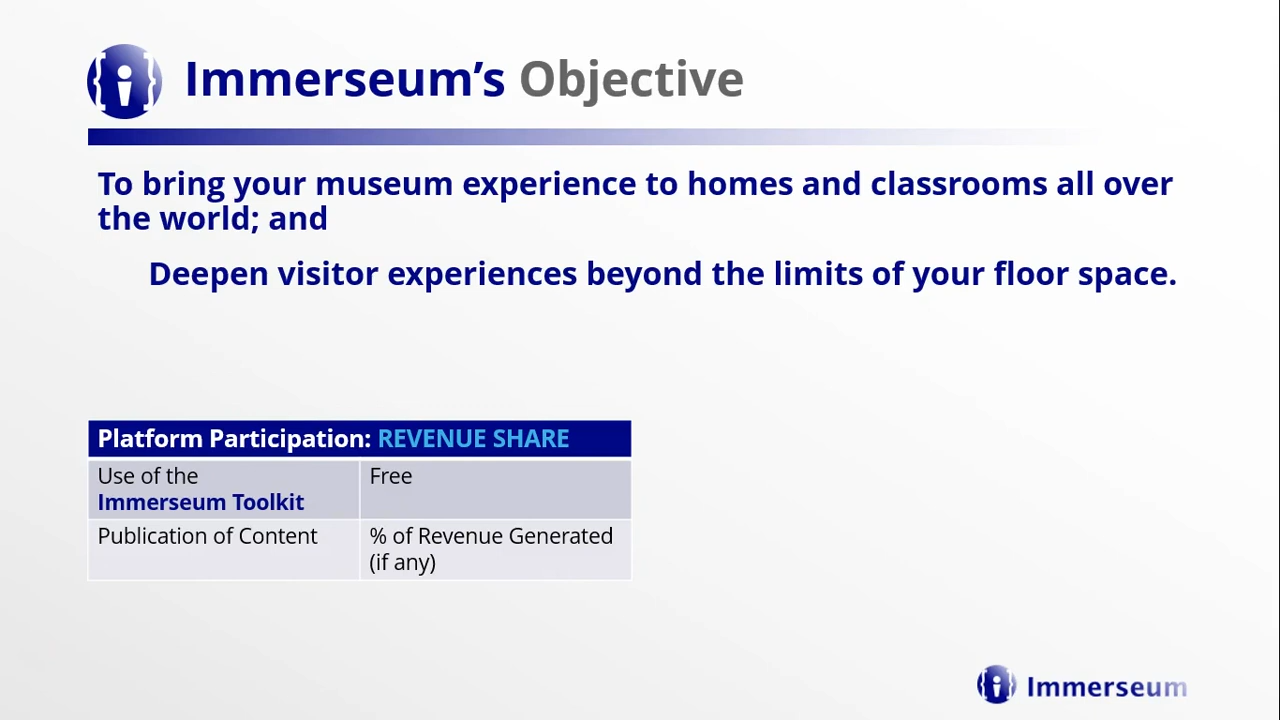 Immerseum’s Objective
To bring your museum experience to homes and classrooms all over
the world; and
Deepen visitor experiences beyond the limits of your floor space.
Platform Participation: REVENUE SHARE
Use of the
Immerseum Toolkit
Free
Publication of Content
% of Revenue Generated
(if any)
Immerseum